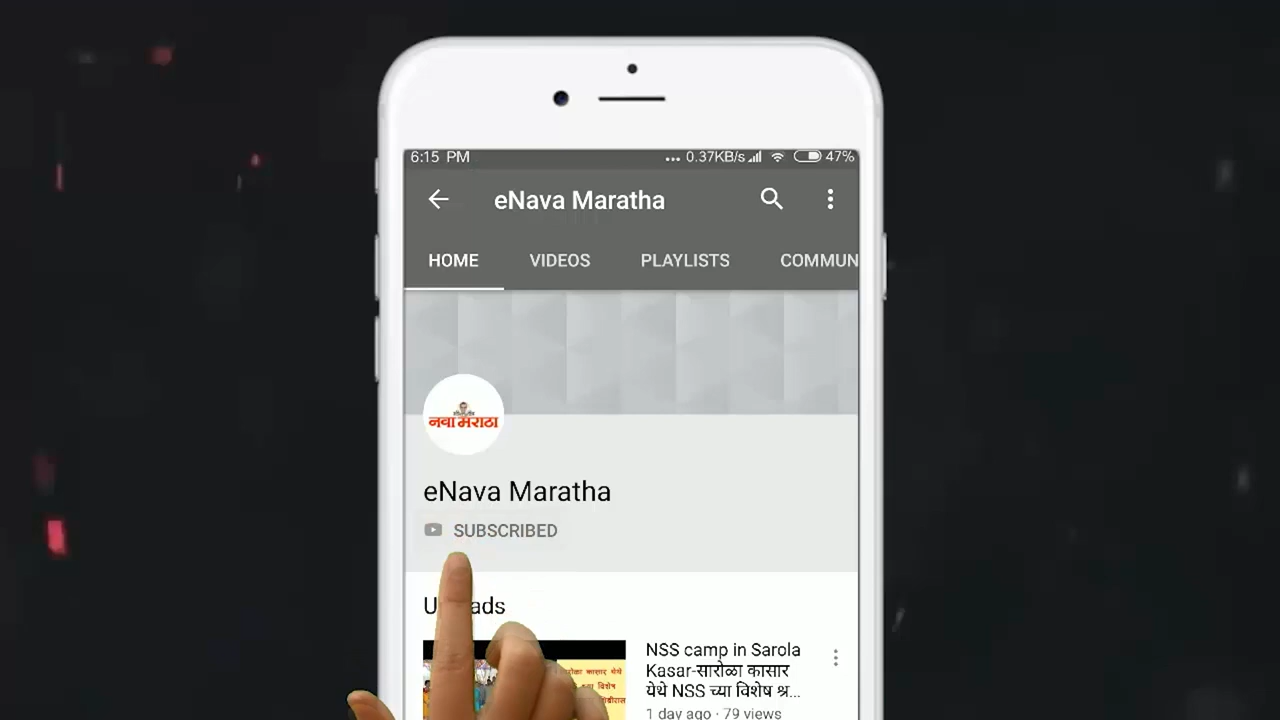 6:15 PM ... 0.37KB/s 47%
eNava Maratha
HOME VIDEOS PLAYLISTS COMMUN
नवा मराठा
eNava Maratha
SUBSCRIBED
U ads
NSS camp in Sarola
Kasar-सारोळा कासार
येथे NSS च्या विशेष श्र...
कासार येथे
च्या विशेष
1 day ago · 79 views